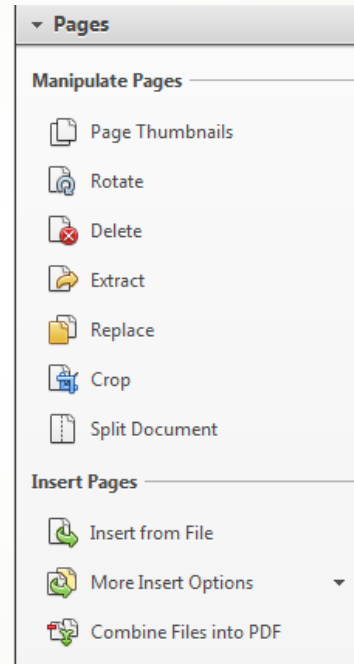 Pages
Manipulate Pages
Page Thumbnails
Rotate
Delete
Extract
Replace
Crop
Split Document
Insert Pages
Insert from File
More Insert Options
Combine Files into PDF